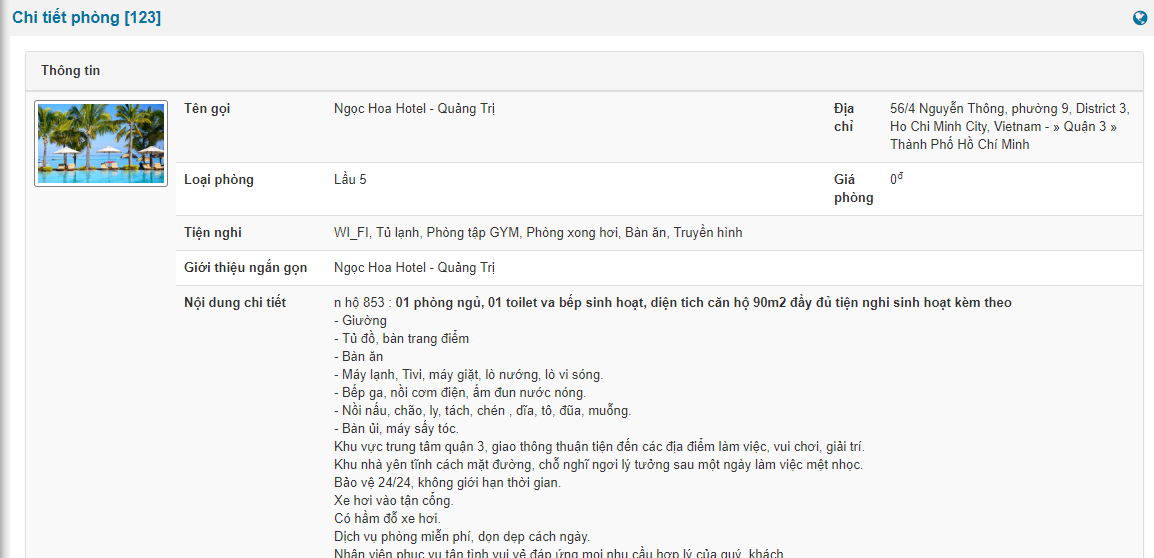 Chi tiết phòng [123]
Thông tin
Tên gọi
Ngọc Hoa Hotel - Quảng Trị
Địa chỉ
56/4 Nguyễn Thông, phường 9, District 3,
Ho Chi Minh City, Vietnam - » Quận 3 »
Thành Phố Hồ Chí Minh
Loại phòng
Lầu 5
Giá phòng
0đ
Tiện nghi
WI_FI, Tủ lạnh, Phòng tập GYM, Phòng xong hơi, Bàn ăn, Truyền hình
Giới thiệu ngắn gọn
Ngọc Hoa Hotel - Quảng Trị
Nội dung chi tiết
n hộ 853 : 01 phòng ngủ, 01 toilet va bếp sinh hoạt, diện tich căn hộ 90m2 đầy đủ tiện nghi sinh hoạt kèm theo
- Giường
- Tủ đồ, bàn trang điểm
- Bàn ăn
- Máy lạnh, Tivi, máy giặt, lò nướng, lò vi sóng.
- Bếp ga, nồi cơm điện, ấm đun nước nóng.
- Nồi nấu, chão, ly, tách, chén , dĩa, tô, đũa, muỗng.
- Bàn ủi, máy sấy tóc.
Khu vực trung tâm quận 3, giao thông thuận tiện đến các địa điểm làm việc, vui chơi, giải trí.
Khu nhà yên tĩnh cách mặt đường, chỗ nghĩ ngơi lý tưởng sau một ngày làm việc mệt nhọc.
Bảo vệ 24/24, không giới hạn thời gian.
Xe hơi vào tận cổng.
Có hầm đỗ xe hơi.
Dịch vụ phòng miễn phí, dọn dẹp cách ngày.
Nhân viên phục vụ tận tình vui vẻ đáp ứng mọi nhu cầu hợp lý của quý khách